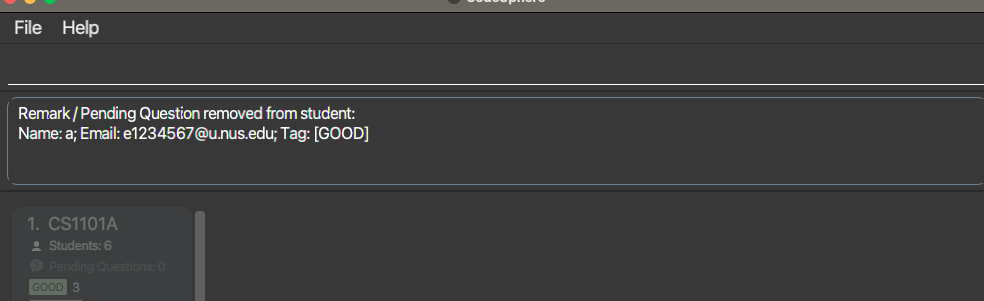 File Help
Remark / Pending Question removed from student:
Name: a; Email: e1234567@u.nus.edu; Tag: [GOOD]
1. CS1101A
Students: 6
Pending Questions: 0
GOOD 3